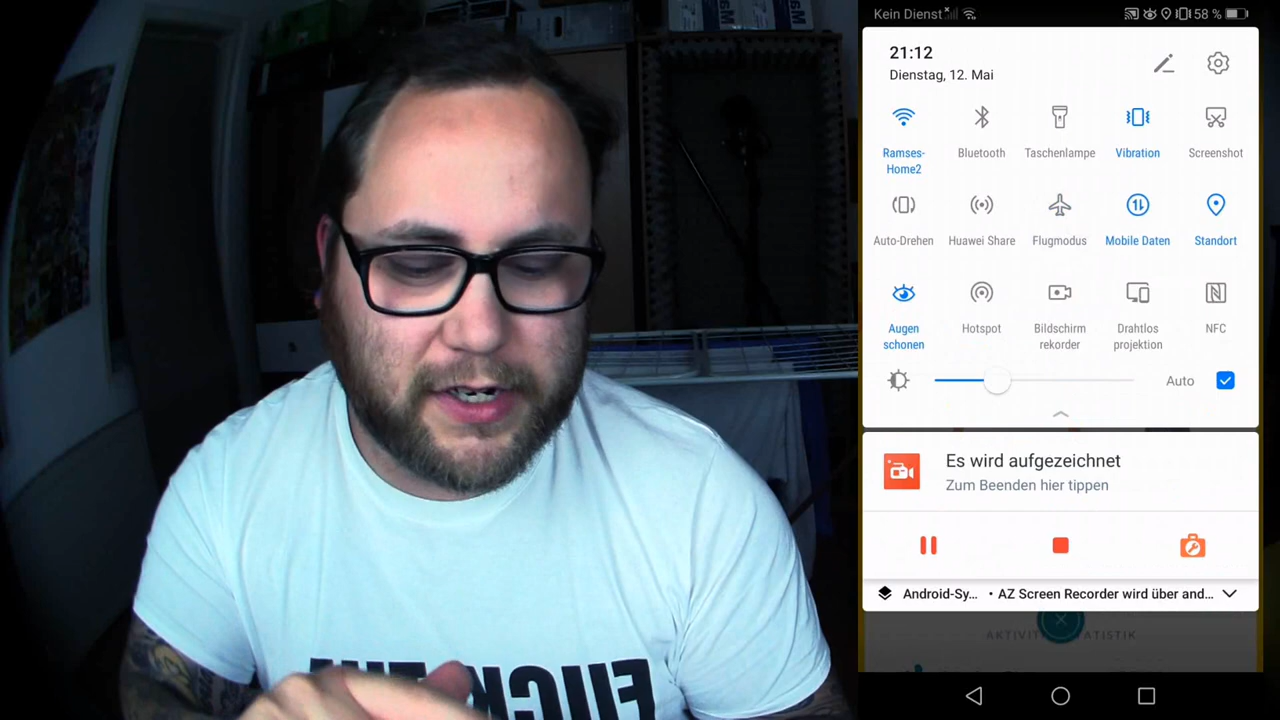 Kein Dienst
58 %
21:12
Dienstag, 12. Mai
Ramses-
Home2
Bluetooth
Taschenlampe
Vibration
Screenshot
Auto-Drehen
Huawei Share
Flugmodus
Mobile Daten
Standort
Augen
schonen
Hotspot
Bildschirm
rekorder
Drahtlos
projektion
NFC
Auto
Es wird aufgezeichnet
Zum Beenden hier tippen
Android-Sy... • AZ Screen Recorder wird über and...